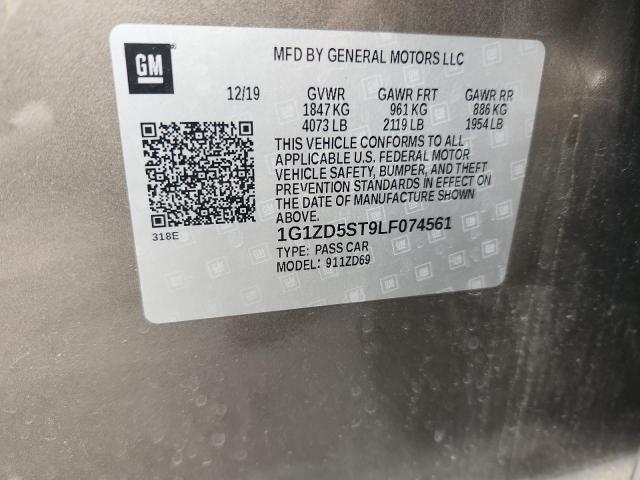 GM
MFD BY GENERAL MOTORS LLC
12/19 GVWR GAWR FRT GAWR RR
1847 KG 961 KG 886 KG
4073 LB 2119 LB 1954 LB
THIS VEHICLE CONFORMS TO ALL
APPLICABLE U.S. FEDERAL MOTOR
VEHICLE SAFETY, BUMPER, AND THEFT
PREVENTION STANDARDS IN EFFECT ON
THE DATE OF MANUFACTURE SHOWN
ABOVE.
318E
1G1ZD5ST9LF074561
TYPE: PASS CAR
MODEL: 911ZD69